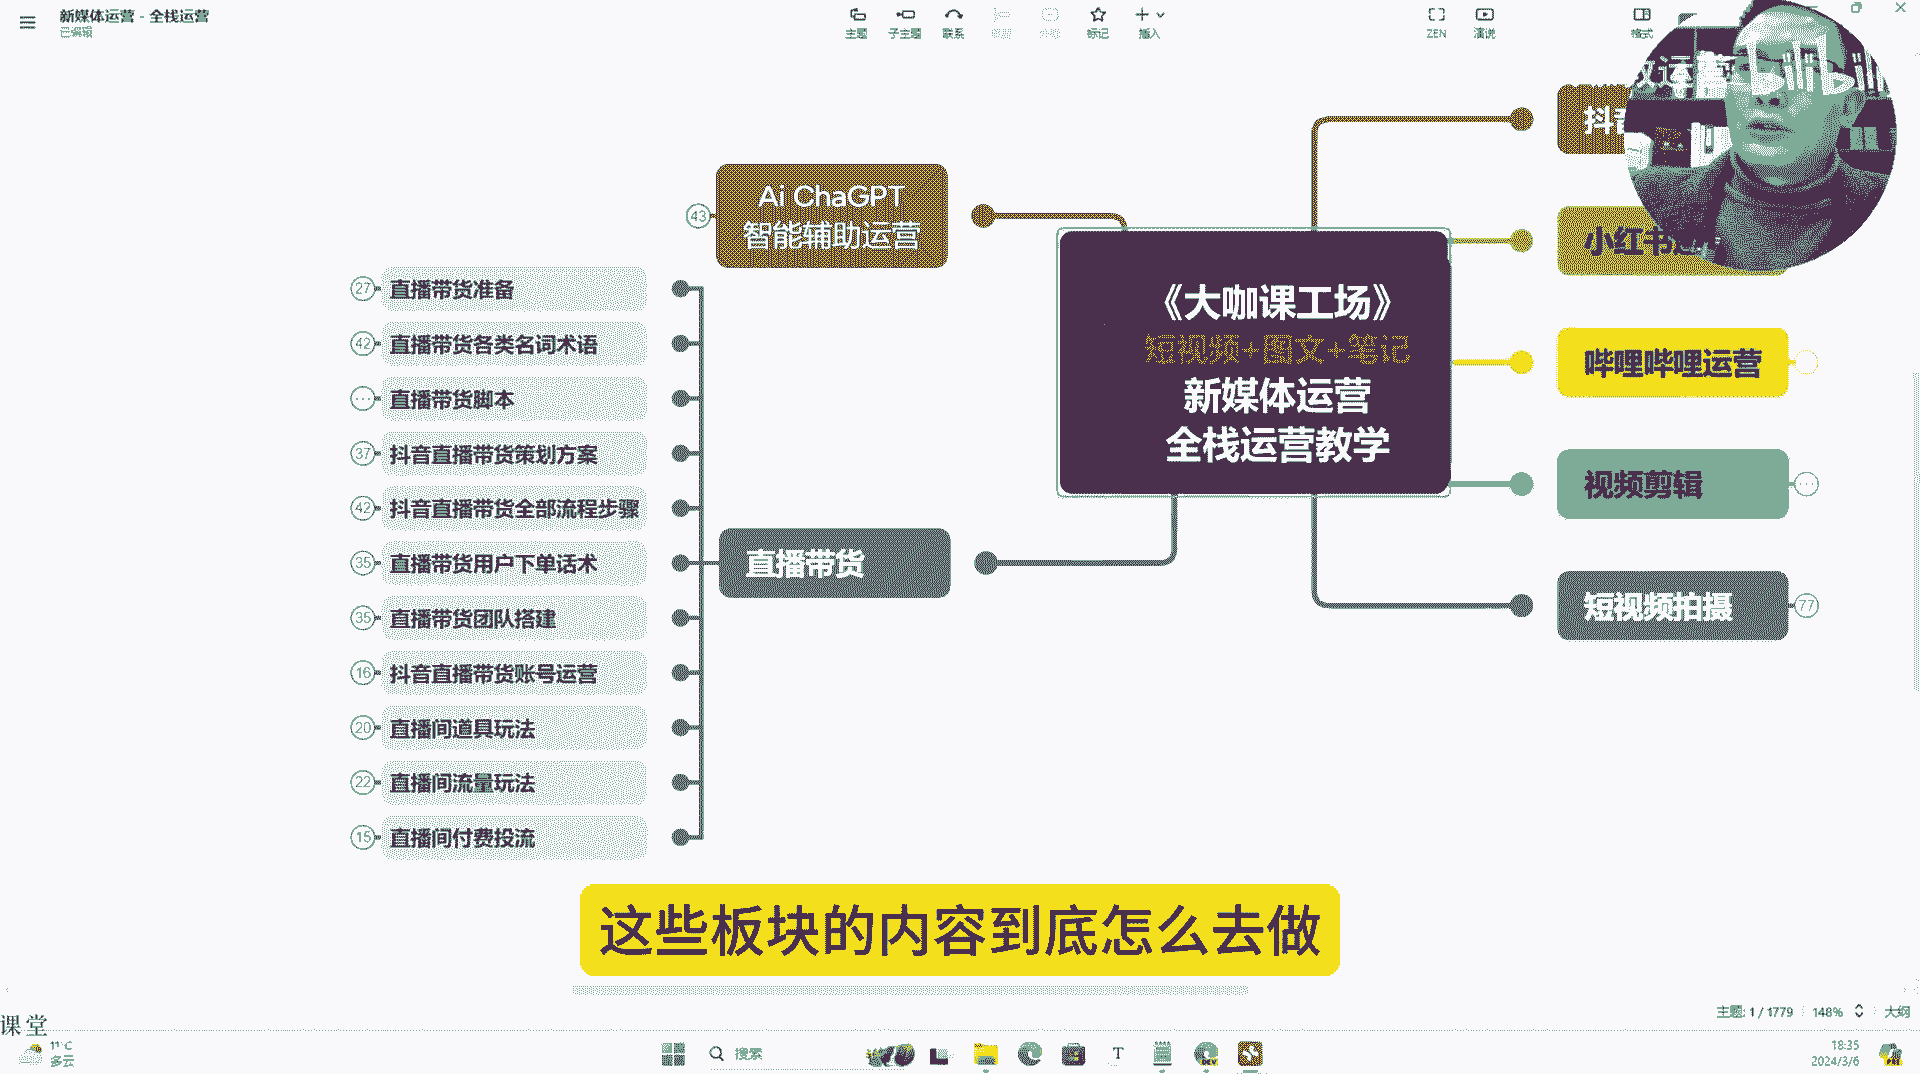 新媒体运营 - 全栈运营
已编辑
主题
子主题
联系
标记
插入
ZEN
演说
格式
bilibili
抖音
小红书运
哔哩哔哩运营
视频剪辑
短视频拍摄
77
Ai ChaGPT
智能辅助运营
43
《大咖课工场》
短视频+图文+笔记
新媒体运营
全栈运营教学
直播带货
27
直播带货准备
42
直播带货各类名词术语
直播带货脚本
37
抖音直播带货策划方案
42
抖音直播带货全部流程步骤
35
直播带货用户下单话术
35
直播带货团队搭建
16
抖音直播带货账号运营
20
直播间道具玩法
22
直播间流量玩法
15
直播间付费投流
这些板块的内容到底怎么去做
主题: 1 / 1779
148%
大纲
课堂
11°C
多云
搜索
18:35
2024/3/6